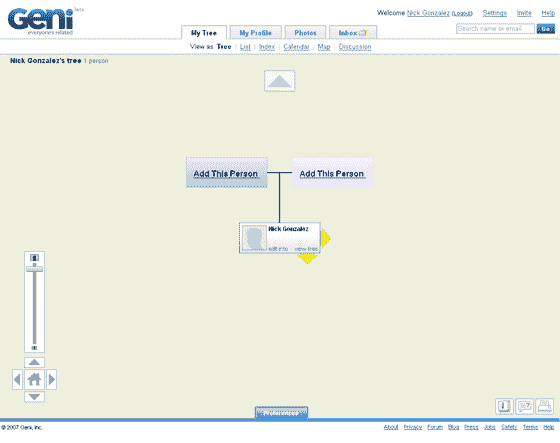 Geni
Beta
everyone's related
Welcome Nick Gonzalez (Logout) Settings Invite Help
My Tree My Profile Photos Inbox
Search name or email Go
View as Tree | List | Index | Calendar | Map | Discussion
Nick Gonzalez's tree 1 person
Add This Person Add This Person
Nick Gonzalez
edit info view tree
Preferences
© 2007 Geni, Inc.
About Privacy Forum Blog Press Jobs Safety Terms Help